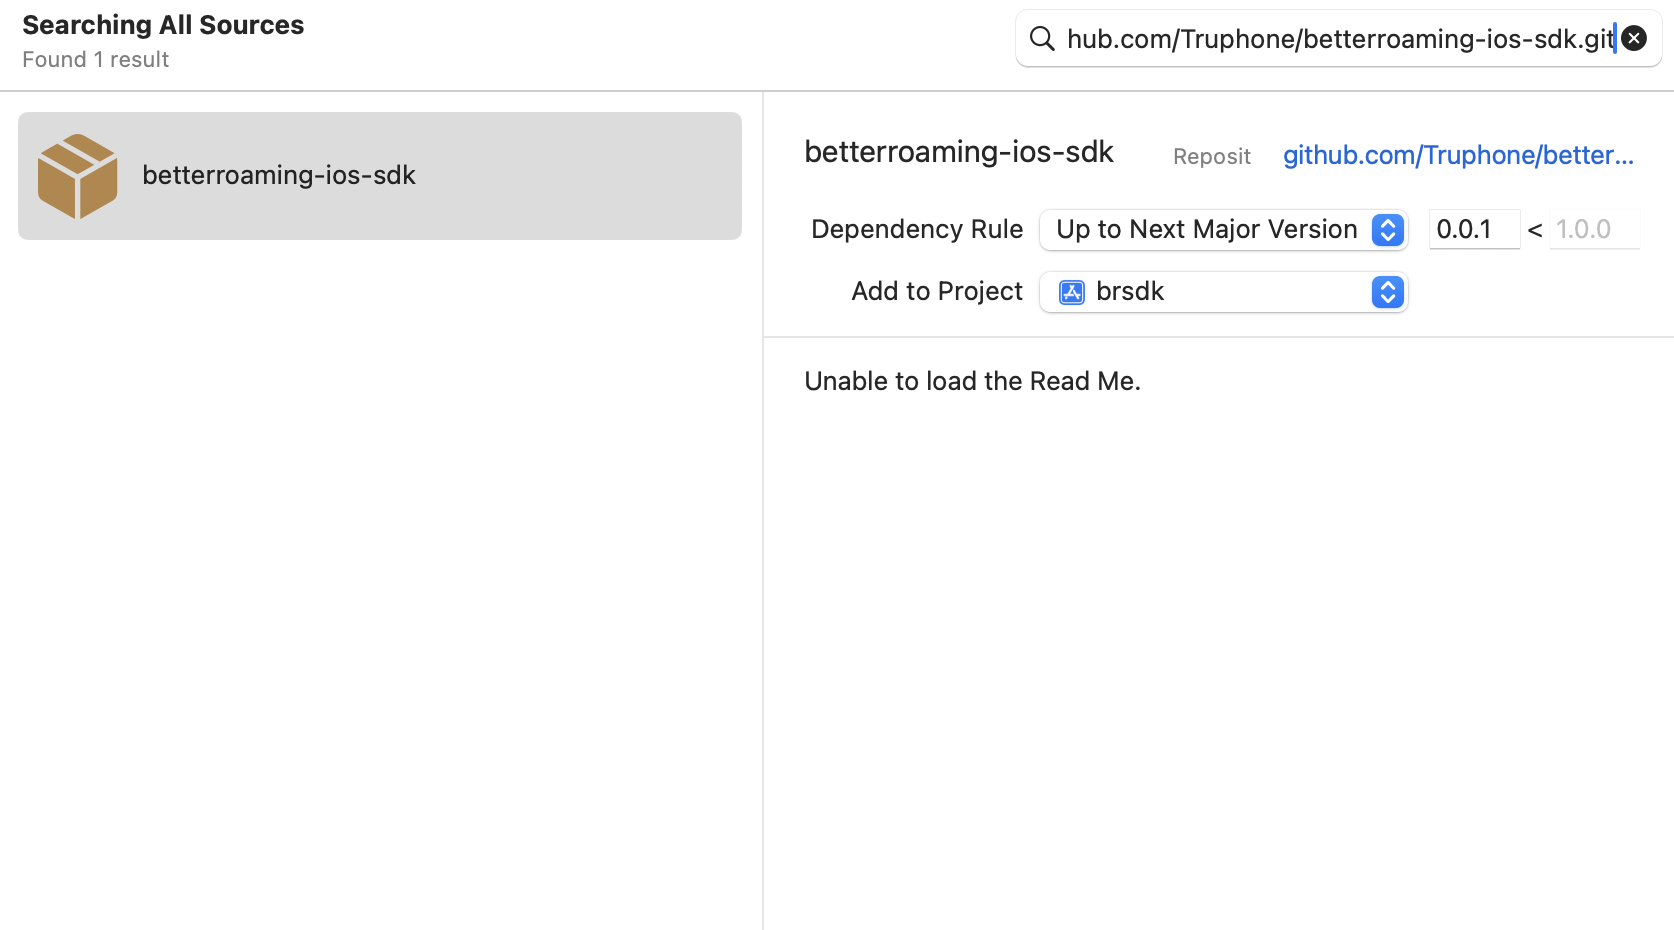 Searching All Sources
Found 1 result
hub.com/Truphone/betterroaming-ios-sdk.git
betterroaming-ios-sdk
betterroaming-ios-sdk Reposit github.com/Truphone/better...
Dependency Rule Up to Next Major Version 0.0.1 < 1.0.0
Add to Project brsdk
Unable to load the Read Me.